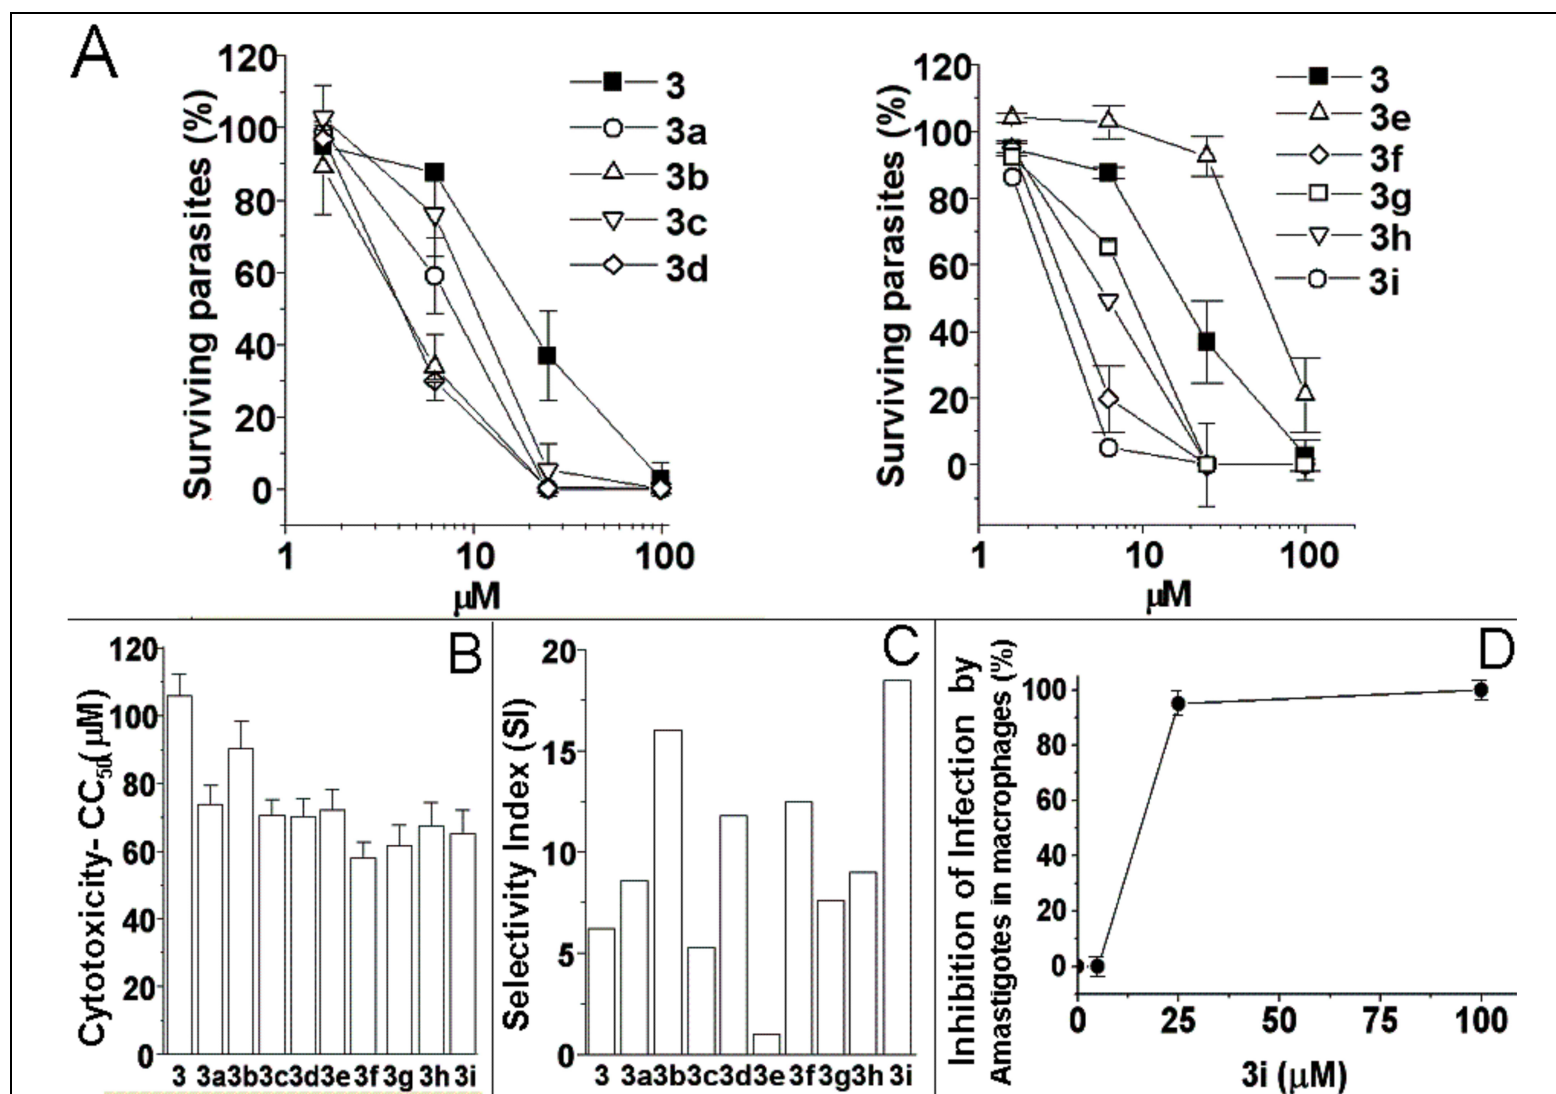 A
120
100
80
60
40
20
0
Surviving parasites (%)
1 10 100
μM
3
3a
3b
3c
3d
120
100
80
60
40
20
0
Surviving parasites (%)
1 10 100
μM
3
3e
3f
3g
3h
3i
B
120
100
80
60
40
20
0
Cytotoxicity- CC50(μM)
3 3a 3b 3c 3d 3e 3f 3g 3h 3i
C
20
15
10
5
0
Selectivity Index (SI)
3 3a 3b 3c 3d 3e 3f 3g 3h 3i
D
Inhibition of Infection by
Amastigotes in macrophages (%)
100
80
60
40
20
0
0 25 50 75 100
3i (μM)